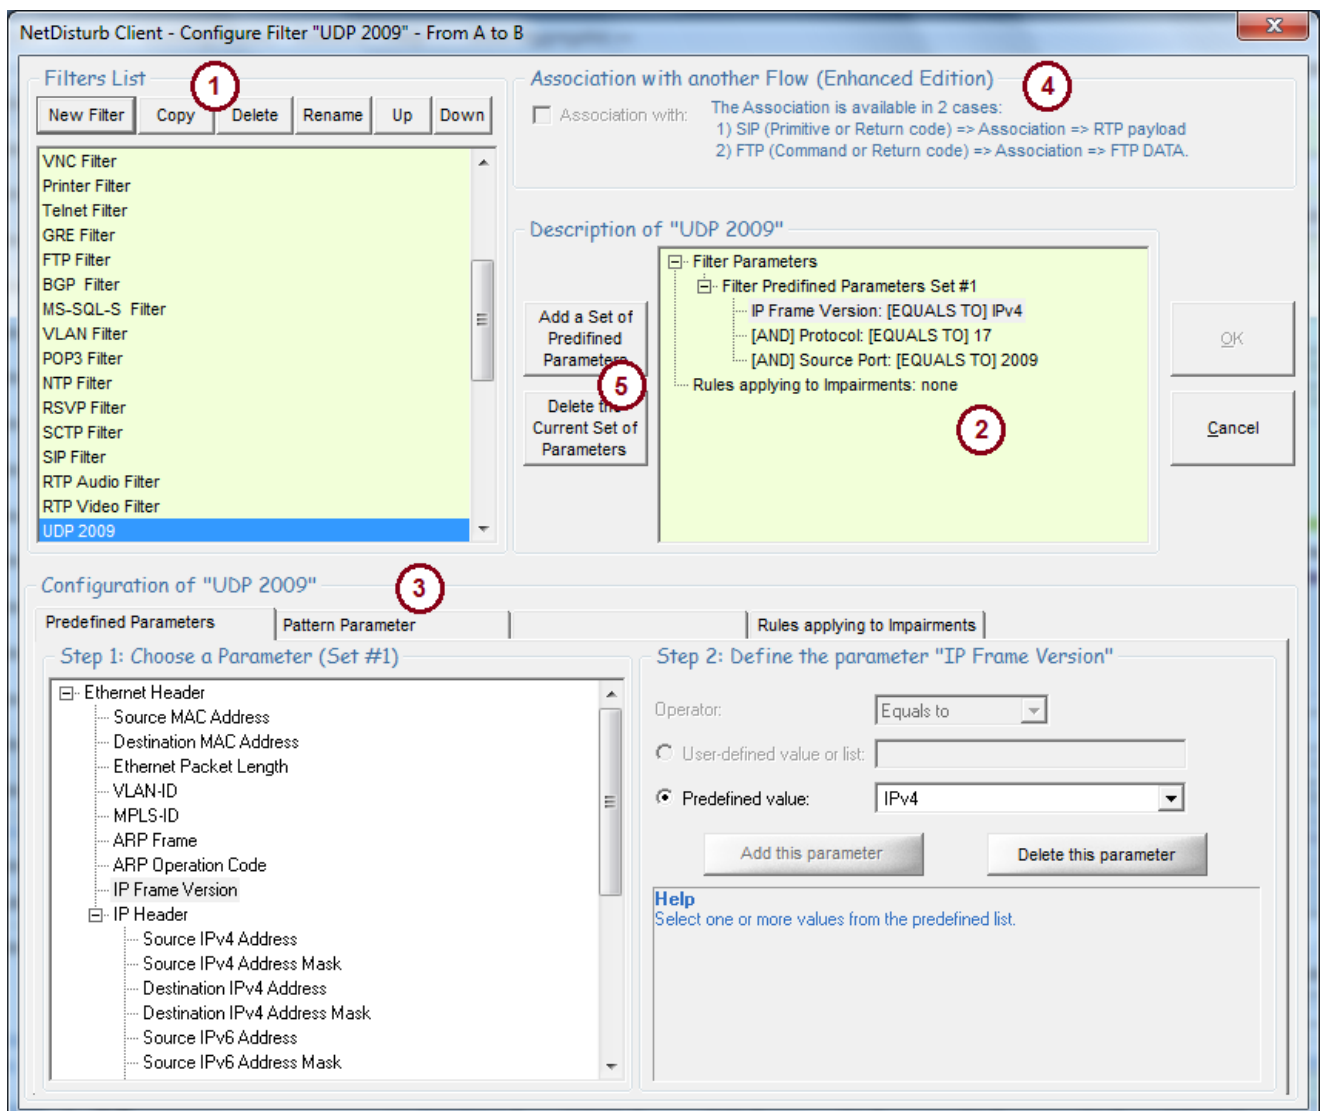 NetDisturb Client - Configure Filter "UDP 2009" - From A to B
x
Filters List
1
New Filter
Copy
Delete
Rename
Up
Down
VNC Filter
Printer Filter
Telnet Filter
GRE Filter
FTP Filter
BGP Filter
MS-SQL-S Filter
VLAN Filter
POP3 Filter
NTP Filter
RSVP Filter
SCTP Filter
SIP Filter
RTP Audio Filter
RTP Video Filter
UDP 2009
Association with another Flow (Enhanced Edition)
4
Association with:
The Association is available in 2 cases:
1) SIP (Primitive or Return code) => Association => RTP payload
2) FTP (Command or Return code) => Association => FTP DATA.
Description of "UDP 2009"
Add a Set of
Predifined
Parameters
5
Delete the
Current Set of
Parameters
Filter Parameters
Filter Predifined Parameters Set #1
IP Frame Version: [EQUALS TO] IPv4
[AND] Protocol: [EQUALS TO] 17
[AND] Source Port: [EQUALS TO] 2009
Rules applying to Impairments: none
2
OK
Cancel
Configuration of "UDP 2009"
3
Predefined Parameters
Pattern Parameter
Rules applying to Impairments
Step 1: Choose a Parameter (Set #1)
Ethernet Header
Source MAC Address
Destination MAC Address
Ethernet Packet Length
VLAN-ID
MPLS-ID
ARP Frame
ARP Operation Code
IP Frame Version
IP Header
Source IPv4 Address
Source IPv4 Address Mask
Destination IPv4 Address
Destination IPv4 Address Mask
Source IPv6 Address
Source IPv6 Address Mask
Step 2: Define the parameter "IP Frame Version"
Operator:
Equals to
User-defined value or list:
Predefined value:
IPv4
Add this parameter
Delete this parameter
Help
Select one or more values from the predefined list.